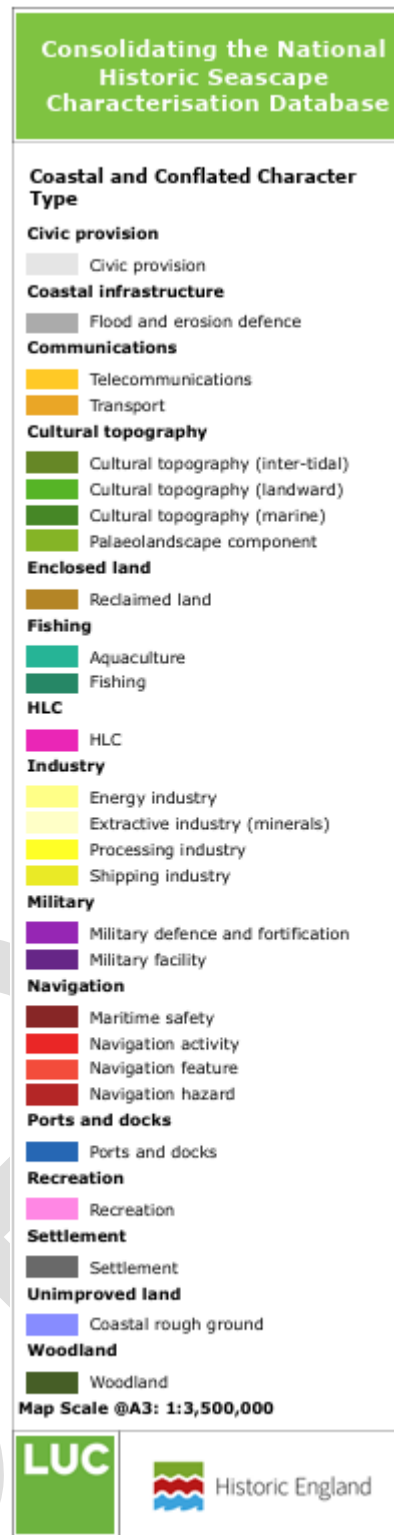 Consolidating the National
Historic Seascape
Characterisation Database
Coastal and Conflated Character
Type
Civic provision
Civic provision
Coastal infrastructure
Flood and erosion defence
Communications
Telecommunications
Transport
Cultural topography
Cultural topography (inter-tidal)
Cultural topography (landward)
Cultural topography (marine)
Palaeolandscape component
Enclosed land
Reclaimed land
Fishing
Aquaculture
Fishing
HLC
HLC
Industry
Energy industry
Extractive industry (minerals)
Processing industry
Shipping industry
Military
Military defence and fortification
Military facility
Navigation
Maritime safety
Navigation activity
Navigation feature
Navigation hazard
Ports and docks
Ports and docks
Recreation
Recreation
Settlement
Settlement
Unimproved land
Coastal rough ground
Woodland
Woodland
Map Scale @A3: 1:3,500,000
LUC
Historic England